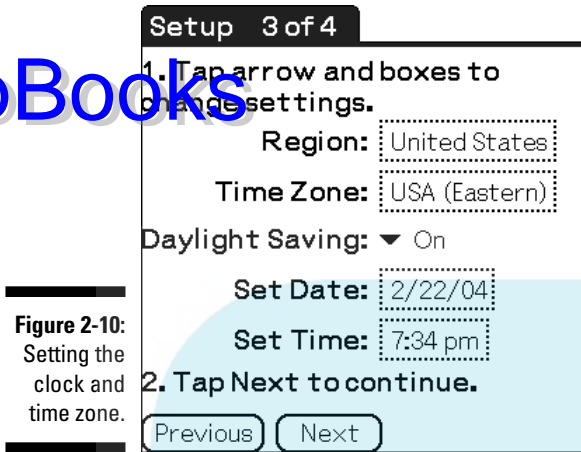 Setup 3 of 4
1. Tap arrow and boxes to
change settings.
Region: United States
Time Zone: USA (Eastern)
Daylight Saving: On
Set Date: 2/22/04
Set Time: 7:34 pm
2. Tap Next to continue.
Previous Next
Figure 2-10:
Setting the
clock and
time zone.